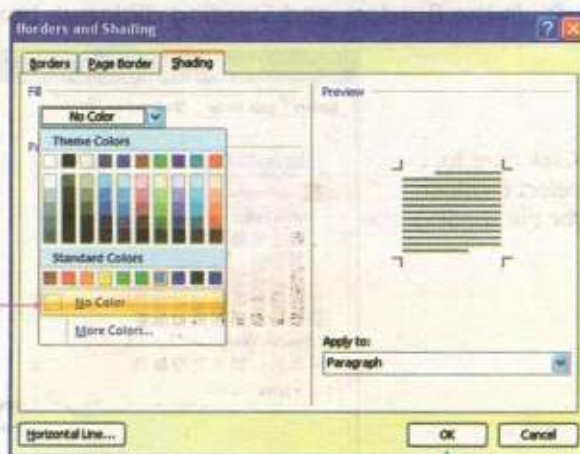 Borders and Shading
Borders Page Border Shading
Fill
Preview
No Color
Theme Colors
Standard Colors
No Color
More Colors...
Apply to:
Paragraph
Horizontal Line...
OK Cancel